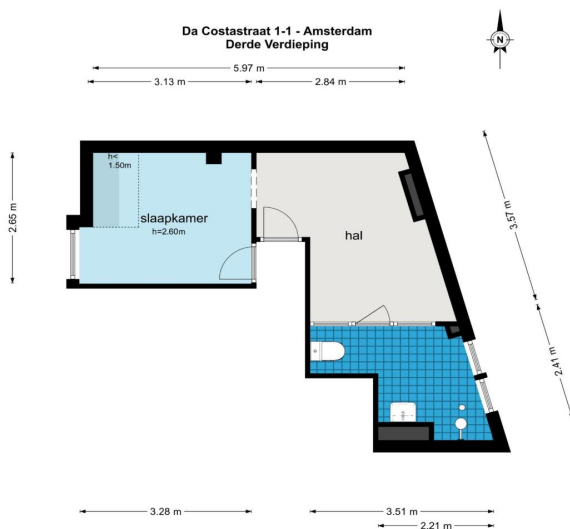 Da Costastraat 1-1 - Amsterdam
Derde Verdieping
N
5.97 m
3.13 m
2.84 m
h<
1.50m
2.65 m
slaapkamer
h=2.60m
hal
3.57 m
2.41 m
3.28 m
3.51 m
2.21 m